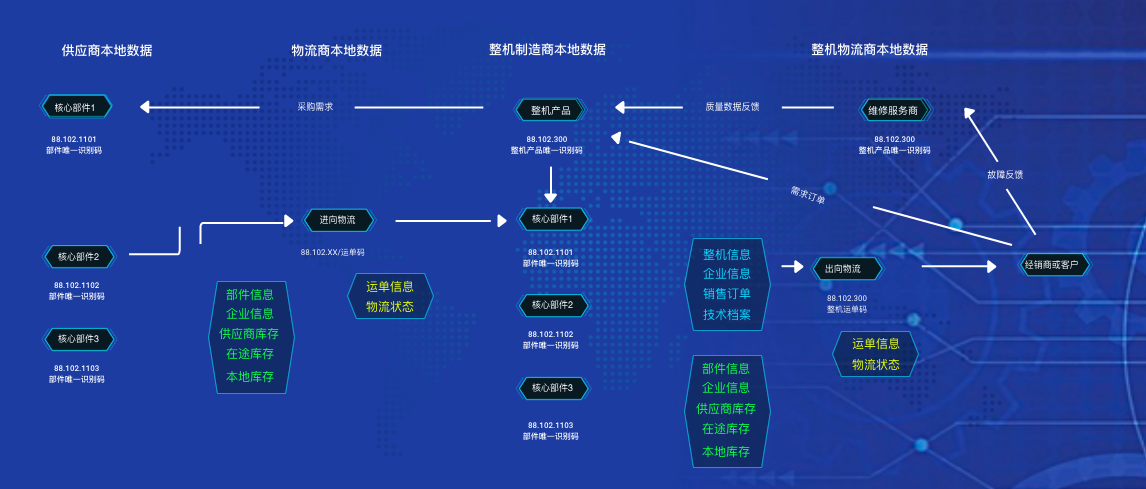 供应商本地数据
物流商本地数据
整机制造商本地数据
整机物流商本地数据
核心部件1
采购需求
整机产品
质量数据反馈
维修服务商
88.102.1101
部件唯一识别码
88.102.300
整机产品唯一识别码
88.102.300
整机产品唯一识别码
故障反馈
需求订单
进向物流
核心部件1
88.102.XX/运单码
88.102.1101
部件唯一识别码
核心部件2
88.102.1102
部件唯一识别码
整机信息
企业信息
销售订单
技术档案
出向物流
经销商或客户
88.102.300
整机运单码
运单信息
物流状态
部件信息
企业信息
供应商库存
在途库存
本地库存
核心部件2
88.102.1102
部件唯一识别码
核心部件3
88.102.1103
部件唯一识别码
运单信息
物流状态
部件信息
企业信息
供应商库存
在途库存
本地库存
核心部件3
88.102.1103
部件唯一识别码